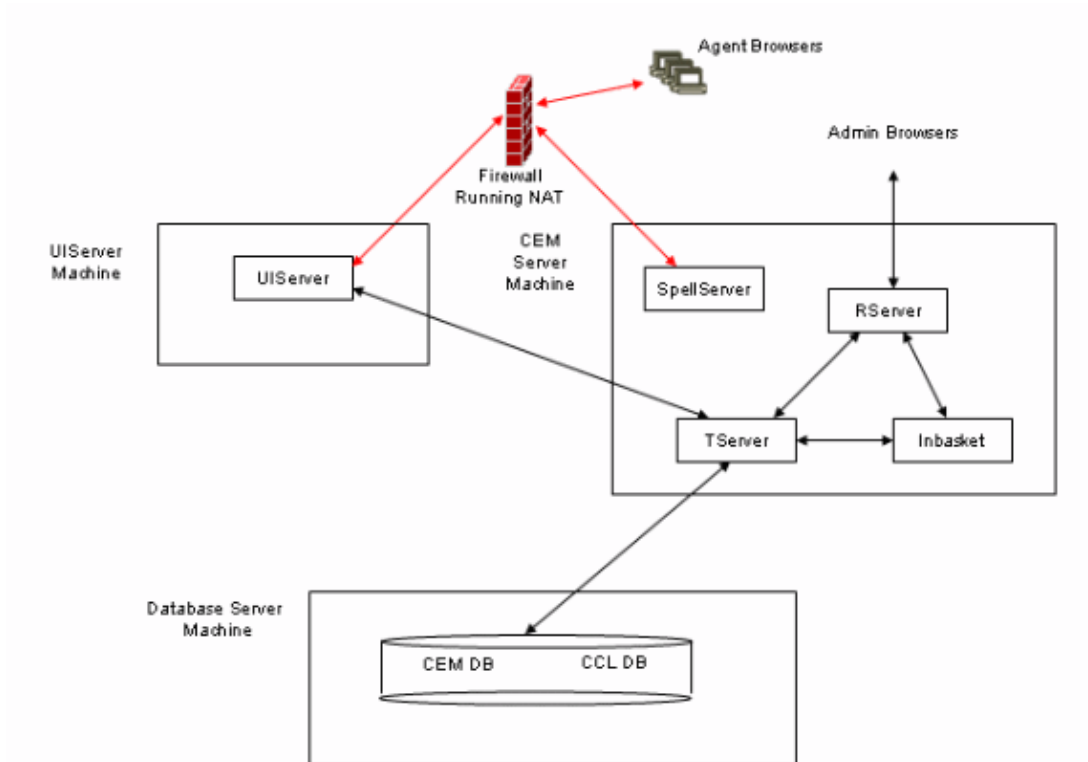 Agent Browsers
Admin Browsers
Firewall
Running NAT
UIServer
Machine
CEM
Server
Machine
UIServer
SpellServer
RServer
TServer
Inbasket
Database Server
Machine
CEM DB
CCL DB